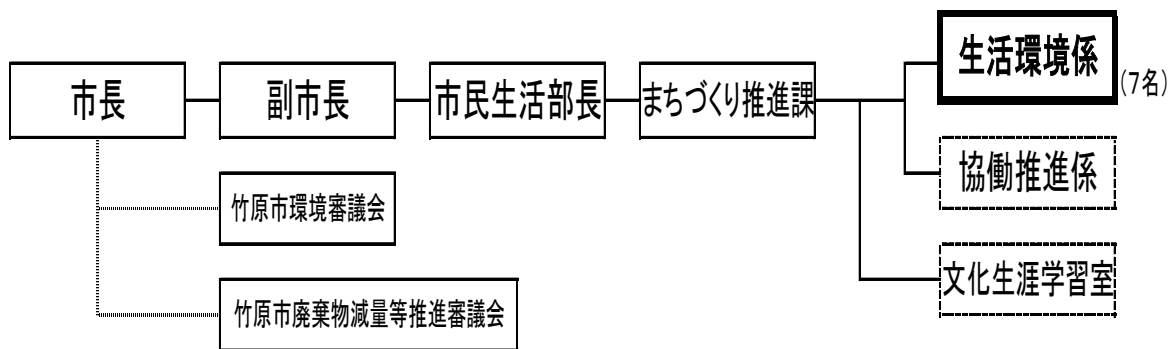 市長
副市長
市民生活部長
まちづくり推進課
生活環境係
(7名)
協働推進係
文化生涯学習室
竹原市環境審議会
竹原市廃棄物減量等推進審議会